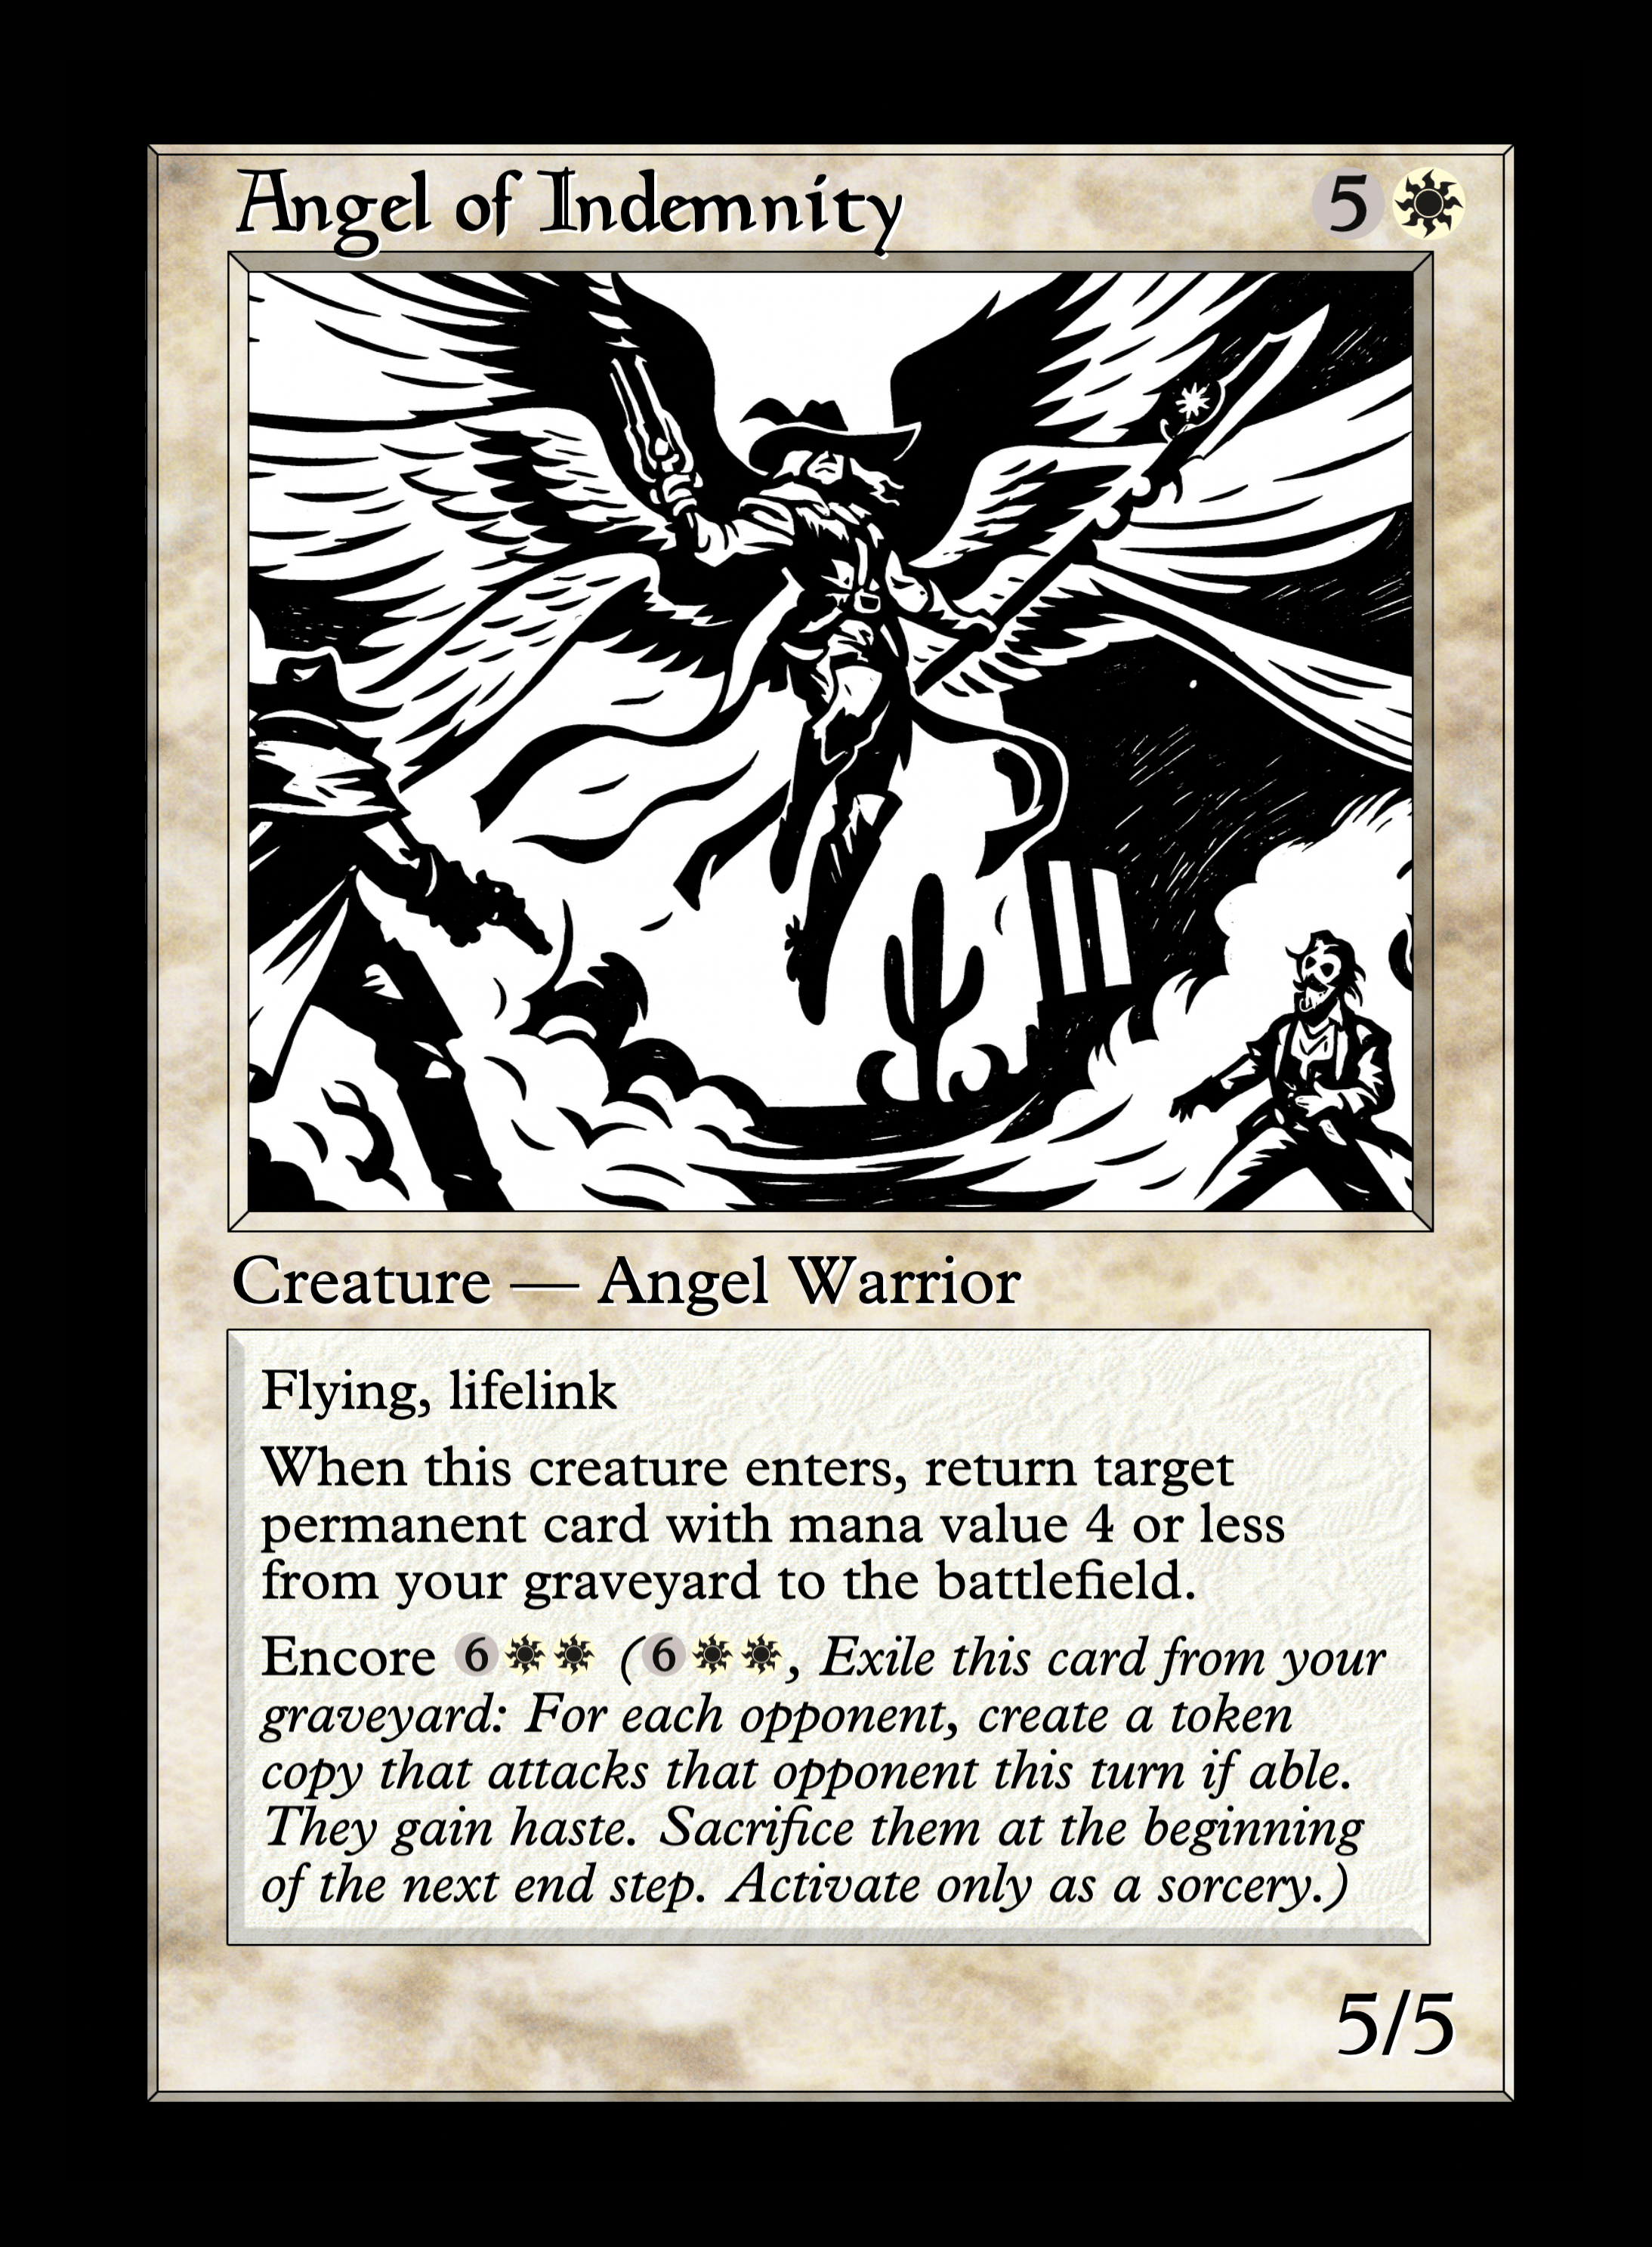 Angel of Indemnity 5
Creature — Angel Warrior
Flying, lifelink
When this creature enters, return target
permanent card with mana value 4 or less
from your graveyard to the battlefield.
Encore 6 (6, Exile this card from your
graveyard: For each opponent, create a token
copy that attacks that opponent this turn if able.
They gain haste. Sacrifice them at the beginning
of the next end step. Activate only as a sorcery.)
5/5